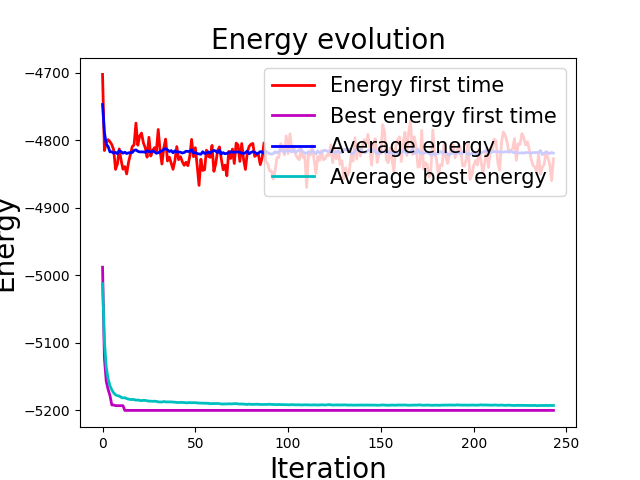 Energy evolution
Energy first time
Best energy first time
Average energy
Average best energy
−4700
−4800
−4900
−5000
−5100
−5200
Energy
0 50 100 150 200 250
Iteration